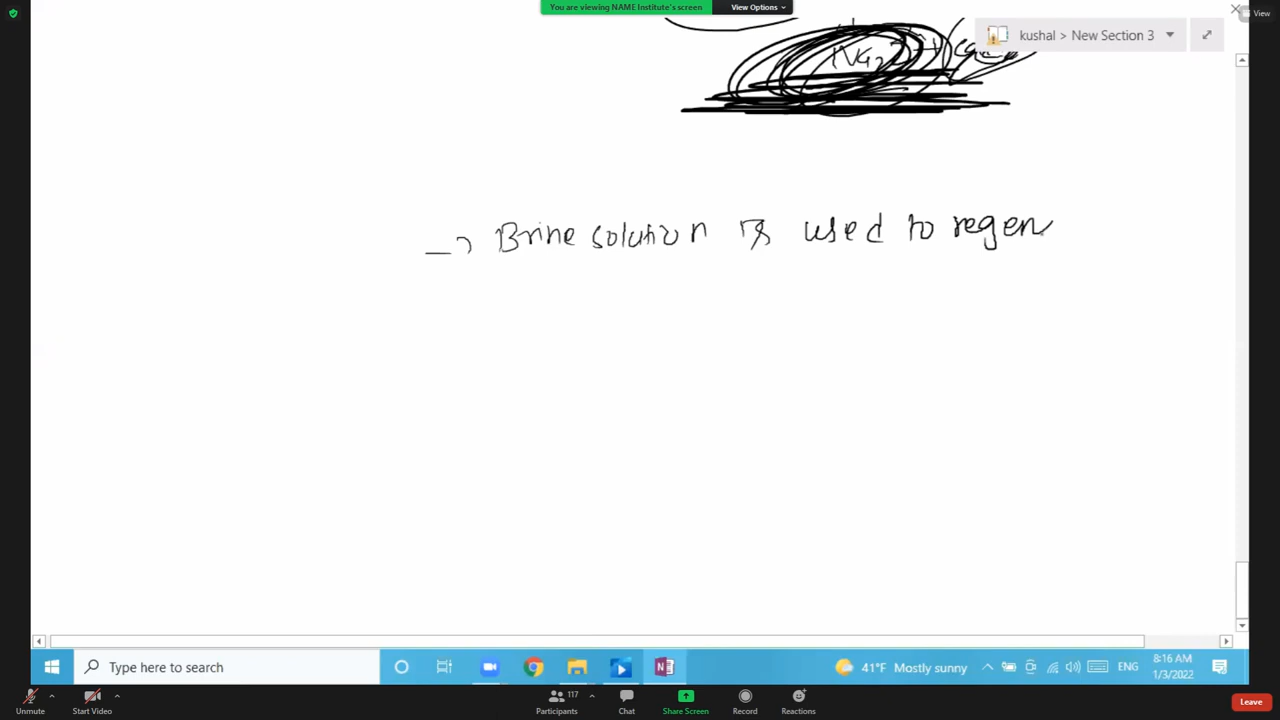 You are viewing NAME Institute's screen View Options
View
kushal > New Section 3
Na₂
→ Brine solution is used to regen
Type here to search
41°F Mostly sunny
ENG
8:16 AM
1/3/2022
Unmute
Start Video
Participants 117
Chat
Share Screen
Record
Reactions
Leave